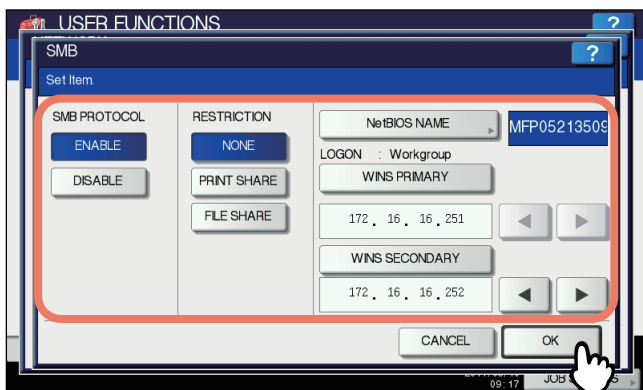 USER FUNCTIONS
?
SMB
?
Set Item.
SMB PROTOCOL
ENABLE
DISABLE
RESTRICTION
NONE
PRINT SHARE
FILE SHARE
NetBIOS NAME
MFP05213509
LOGON : Workgroup
WINS PRIMARY
172. 16. 16.251
WINS SECONDARY
172. 16. 16.252
CANCEL
OK
09:17
JOB